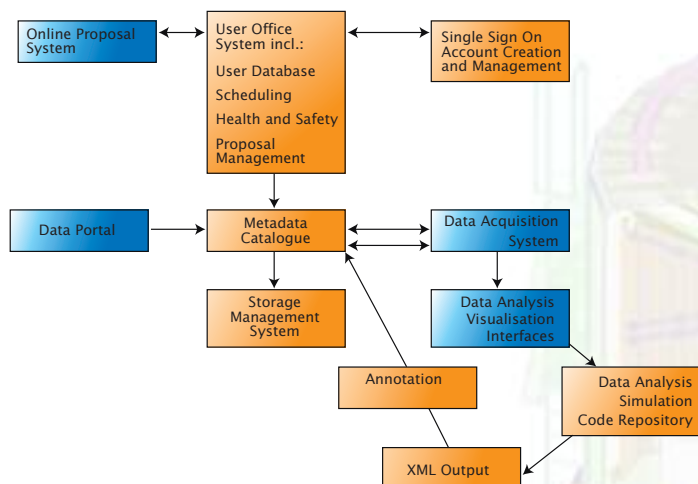 Online Proposal
System
User Office
System incl.:
User Database
Scheduling
Health and Safety
Proposal
Management
Single Sign On
Account Creation
and Management
Data Portal
Metadata
Catalogue
Data Acquisition
System
Storage
Management
System
Data Analysis
Visualisation
Interfaces
Annotation
Data Analysis
Simulation
Code Repository
XML Output